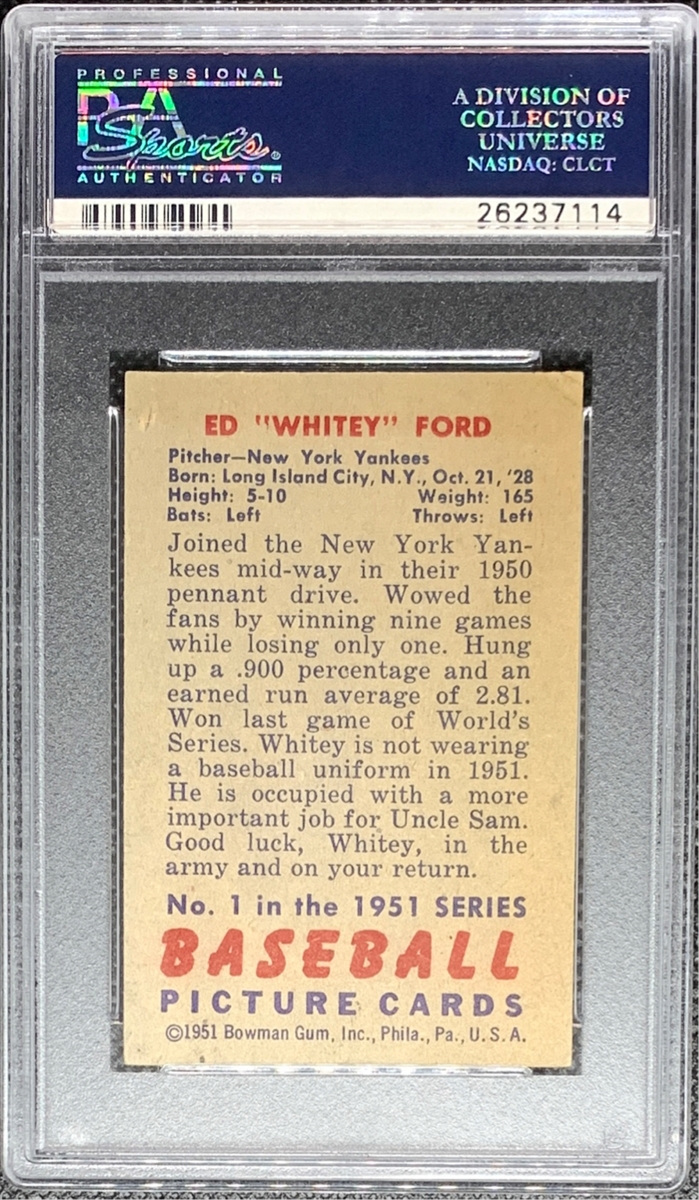 PROFESSIONAL
PSA
Sports
AUTHENTICATOR
A DIVISION OF
COLLECTORS
UNIVERSE
NASDAQ: CLCT
26237114
ED "WHITEY" FORD
Pitcher—New York Yankees
Born: Long Island City, N.Y., Oct. 21, '28
Height: 5-10 Weight: 165
Bats: Left Throws: Left
Joined the New York Yan-
kees mid-way in their 1950
pennant drive. Wowed the
fans by winning nine games
while losing only one. Hung
up a .900 percentage and an
earned run average of 2.81.
Won last game of World's
Series. Whitey is not wearing
a baseball uniform in 1951.
He is occupied with a more
important job for Uncle Sam.
Good luck, Whitey, in the
army and on your return.
No. 1 in the 1951 SERIES
BASEBALL
PICTURE CARDS
©1951 Bowman Gum, Inc., Phila., Pa., U.S.A.